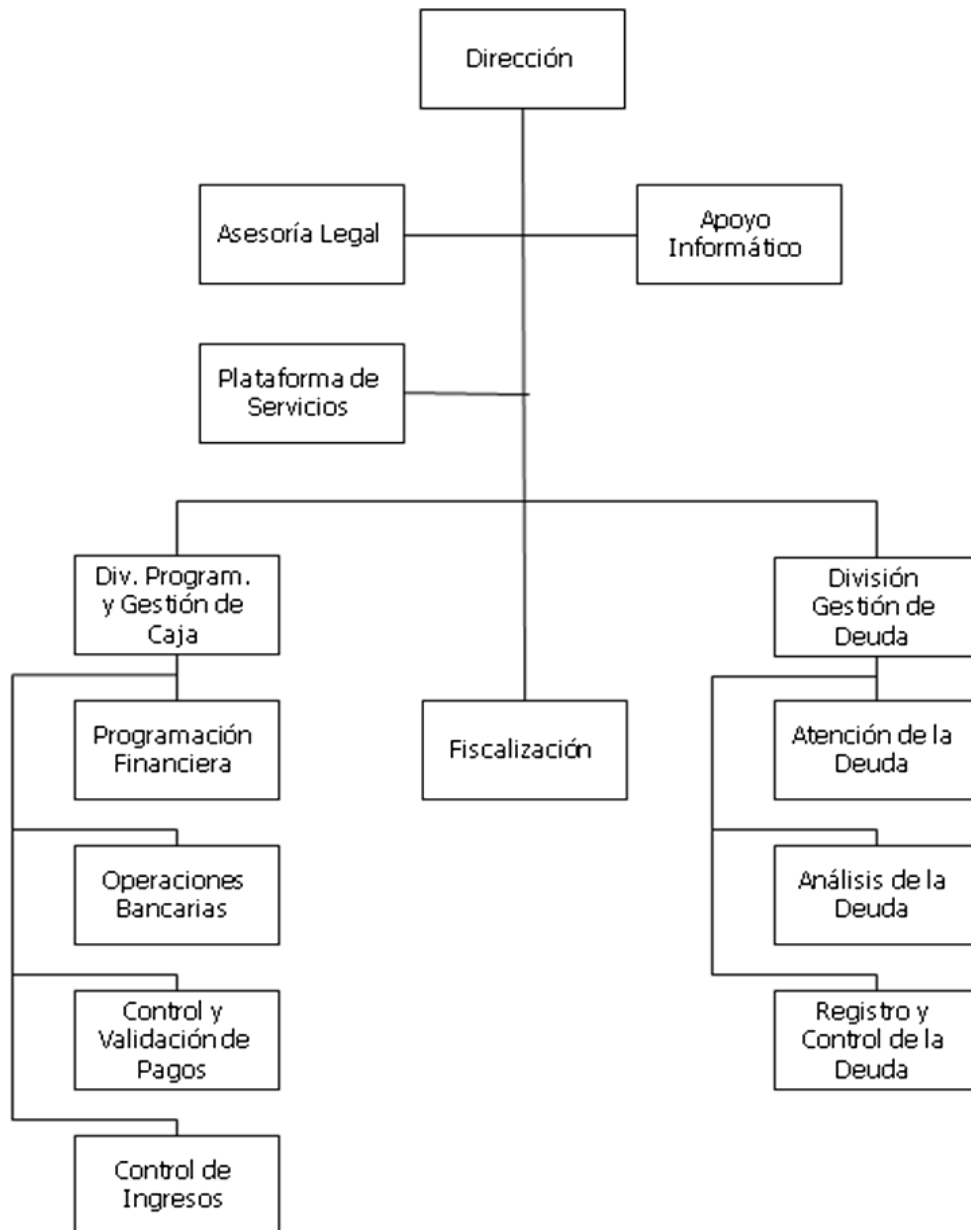 Dirección
Asesoría Legal
Apoyo
Informático
Plataforma de
Servicios
Div. Program.
y Gestión de
Caja
División
Gestión de
Deuda
Programación
Financiera
Fiscalización
Atención de la
Deuda
Operaciones
Bancarias
Análisis de la
Deuda
Control y
Validación de
Pagos
Registro y
Control de la
Deuda
Control de
Ingresos